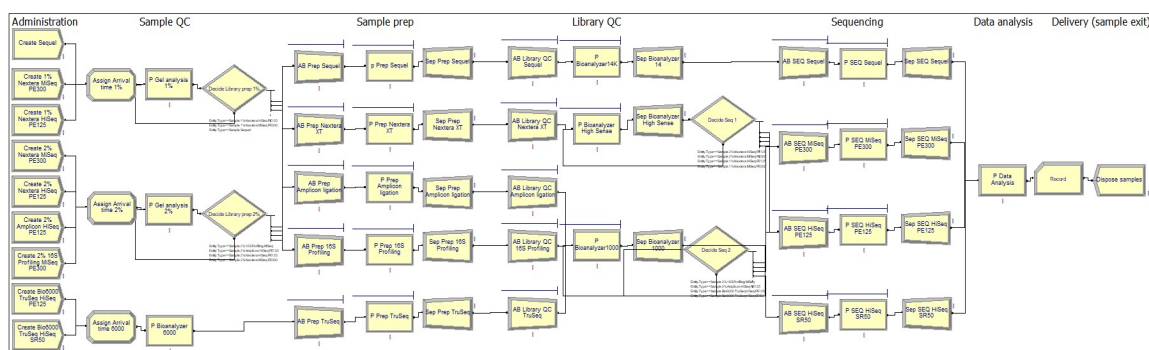 Administration
Sample QC
Sample prep
Library QC
Sequencing
Data analysis
Delivery (sample exit)
Create Sequel
Create 1%
Nextera MiSeq
PE300
Create 1%
Nextera HiSeq
PE125
Create 2%
Nextera MiSeq
PE300
Create 2%
Nextera HiSeq
PE125
Create 2%
Amplicon HiSeq
PE125
Create 2% 16S
Profiling MiSeq
PE300
Create Bio6000
TruSeq HiSeq
PE125
Create Bio6000
TruSeq HiSeq
SR50
Assign Arrival
time 1%
P Gel analysis
1%
Decide Library prep 1%
Assign Arrival
time 2%
P Gel analysis
2%
Decide Library prep 2%
Assign Arrival
time 6000
P Bioanalyzer
6000
AB Prep Sequel
p Prep Sequel
Sep Prep Sequel
AB Prep Nextera
XT
P Prep Nextera
XT
Sep Prep
Nextera XT
AB Prep
Amplicon ligation
P Prep
Amplicon
ligation
Sep Prep
Amplicon ligation
AB Prep 16S
Profiling
P Prep 16S
Profiling
Sep Prep 16S
Profiling
AB Prep TruSeq
P Prep TruSeq
Sep Prep TruSeq
AB Library QC
Sequel
P
Bioanalyzer14K
Sep Bioanalyzer
14
AB Library QC
Nextera XT
P Bioanalyzer
High Sense
Sep Bioanalyzer
High Sense
Decide Seq 1
AB Library QC
Amplicon
AB Library QC
16S Profiling
P
Bioanalyzer1000
Sep Bioanalyzer
1000
Decide Seq 2
AB Library QC
TruSeq
AB SEQ Sequel
P SEQ Sequel
Sep SEQ Sequel
AB SEQ MiSeq
PE300
P SEQ MiSeq
PE300
Sep SEQ MiSeq
PE300
AB SEQ HiSeq
PE125
P SEQ HiSeq
PE125
Sep SEQ HiSeq
PE125
AB SEQ HiSeq
SR50
P SEQ HiSeq
SR50
Sep SEQ HiSeq
SR50
P Data
Analysis
Record
Dispose samples